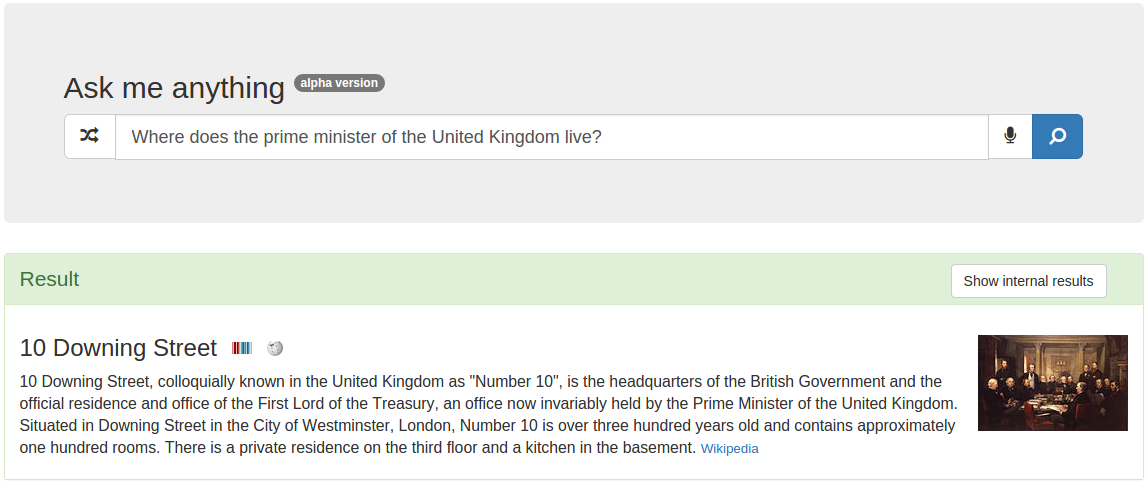 Ask me anything alpha version
Where does the prime minister of the United Kingdom live?
Result
Show internal results
10 Downing Street
10 Downing Street, colloquially known in the United Kingdom as "Number 10", is the headquarters of the British Government and the
official residence and office of the First Lord of the Treasury, an office now invariably held by the Prime Minister of the United Kingdom.
Situated in Downing Street in the City of Westminster, London, Number 10 is over three hundred years old and contains approximately
one hundred rooms. There is a private residence on the third floor and a kitchen in the basement. Wikipedia